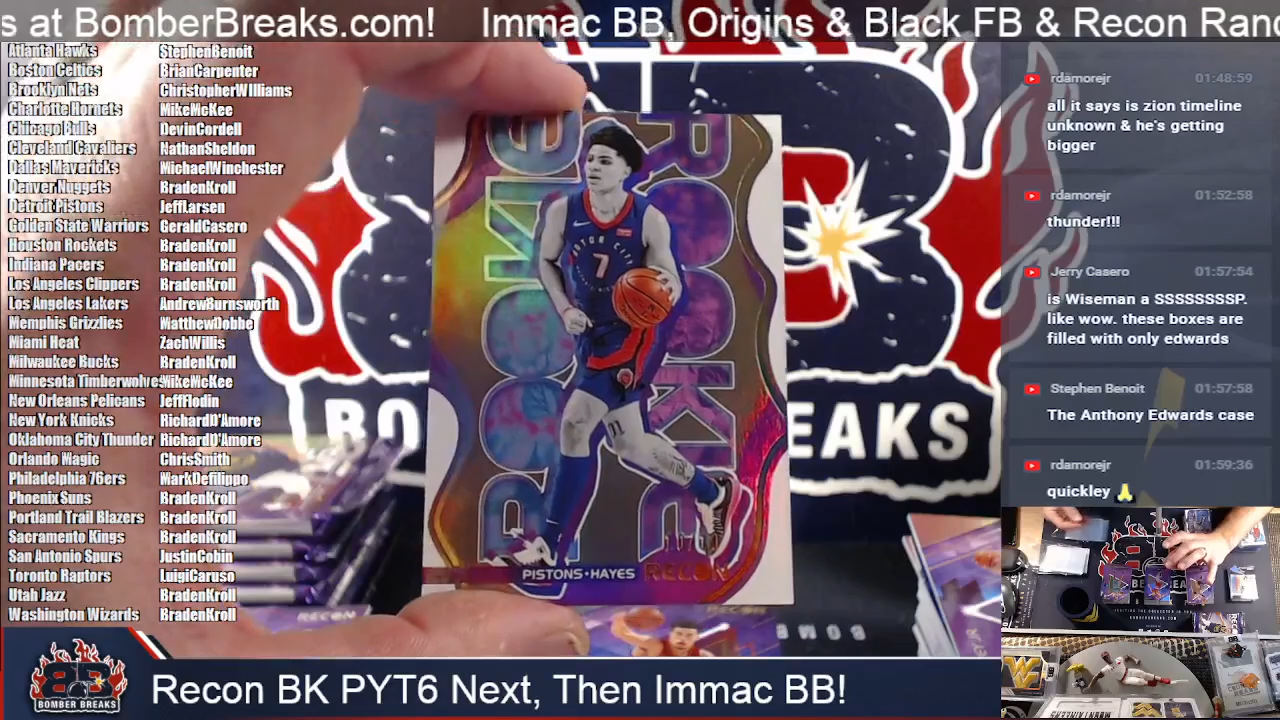 s at BomberBreaks.com! Immac BB, Origins & Black FB & Recon Rand
Atlanta Hawks StephenBenoit
Boston Celtics BrianCarpenter
Brooklyn Nets ChristopherWIlliams
Charlotte Hornets MikeMcKee
Chicago Bulls DevinCordell
Cleveland Cavaliers NathanSheldon
Dallas Mavericks MichaelWinchester
Denver Nuggets BradenKroll
Detroit Pistons JeffLarsen
Golden State Warriors GeraldCasero
Houston Rockets BradenKroll
Indiana Pacers BradenKroll
Los Angeles Clippers BradenKroll
Los Angeles Lakers AndrewBurnsworth
Memphis Grizzlies MatthewDobbe
Miami Heat ZachWillis
Milwaukee Bucks BradenKroll
Minnesota Timberwolves MikeMcKee
New Orleans Pelicans JeffFlodin
New York Knicks RichardD'Amore
Oklahoma City Thunder RichardD'Amore
Orlando Magic ChrisSmith
Philadelphia 76ers MarkDefilippo
Phoenix Suns BradenKroll
Portland Trail Blazers BradenKroll
Sacramento Kings BradenKroll
San Antonio Spurs JustinCohin
Toronto Raptors LuigiCaruso
Utah Jazz BradenKroll
Washington Wizards BradenKroll
ROOKIE
MOTOR CITY
7
PISTONS•HAYES RECON
RECON
BO
EAKS
BOMB
rdamorejr 01:48:59
all it says is zion timeline
unknown & he's getting
bigger
rdamorejr 01:52:58
thunder!!!
Jerry Casero 01:57:54
is Wiseman a SSSSSSSSP.
like wow. these boxes are
filled with only edwards
Stephen Benoit 01:57:58
The Anthony Edwards case
rdamorejr 01:59:36
quickley 🙏
BOMBER BREAKS
Recon BK PYT6 Next, Then Immac BB!